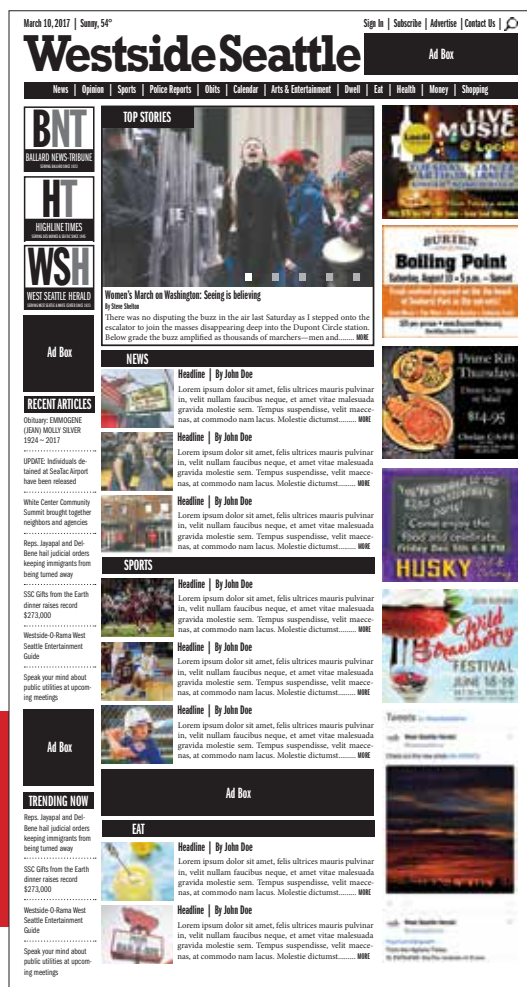 March 10, 2017 | Sunny, 54°
Sign In | Subscribe | Advertise | Contact Us |
Westside Seattle
Ad Box
News | Opinion | Sports | Police Reports | Obits | Calendar | Arts & Entertainment | Dwell | Eat | Health | Money | Shopping
BNT
BALLARD NEWS-TRIBUNE
HT
HIGHLINE TIMES
WSH
WEST SEATTLE HERALD
Ad Box
RECENT ARTICLES
Obituary: EMMOGENE
(JEAN) MOLLY SILVER
1924 ~ 2017
UPDATE: Individuals de-
tained at SeaTac Airport
have been released
White Center Community
Summit brought together
neighbors and agencies
Reps. Jayapal and Del-
Bene hail judicial orders
keeping immigrants from
being turned away
SSC Gifts from the Earth
dinner raises record
$273,000
Westside-O-Rama West
Seattle Entertainment
Guide
Speak your mind about
public utilities at upcom-
ing meetings
Ad Box
TRENDING NOW
Reps. Jayapal and Del-
Bene hail judicial orders
keeping immigrants from
being turned away
SSC Gifts from the Earth
dinner raises record
$273,000
Westside-O-Rama West
Seattle Entertainment
Guide
Speak your mind about
public utilities at upcom-
ing meetings
TOP STORIES
Women's March on Washington: Seeing is believing
By Steve Shelton
There was no disputing the buzz in the air last Saturday as I stepped onto the
escalator to join the masses disappearing deep into the Dupont Circle station.
Below grade the buzz amplified as thousands of marchers—men and........ MORE
NEWS
Headline | By John Doe
Lorem ipsum dolor sit amet, felis ultrices mauris pulvinar
in, velit nullam faucibus neque, et amet vitae malesuada
gravida molestie sem. Tempus suspendisse, velit maece-
nas, at commodo nam lacus. Molestie dictumst......... MORE
Headline | By John Doe
Lorem ipsum dolor sit amet, felis ultrices mauris pulvinar
in, velit nullam faucibus neque, et amet vitae malesuada
gravida molestie sem. Tempus suspendisse, velit maece-
nas, at commodo nam lacus. Molestie dictumst......... MORE
Headline | By John Doe
Lorem ipsum dolor sit amet, felis ultrices mauris pulvinar
in, velit nullam faucibus neque, et amet vitae malesuada
gravida molestie sem. Tempus suspendisse, velit maece-
nas, at commodo nam lacus. Molestie dictumst......... MORE
SPORTS
Headline | By John Doe
Lorem ipsum dolor sit amet, felis ultrices mauris pulvinar
in, velit nullam faucibus neque, et amet vitae malesuada
gravida molestie sem. Tempus suspendisse, velit maece-
nas, at commodo nam lacus. Molestie dictumst......... MORE
Headline | By John Doe
Lorem ipsum dolor sit amet, felis ultrices mauris pulvinar
in, velit nullam faucibus neque, et amet vitae malesuada
gravida molestie sem. Tempus suspendisse, velit maece-
nas, at commodo nam lacus. Molestie dictumst......... MORE
Headline | By John Doe
Lorem ipsum dolor sit amet, felis ultrices mauris pulvinar
in, velit nullam faucibus neque, et amet vitae malesuada
gravida molestie sem. Tempus suspendisse, velit maece-
nas, at commodo nam lacus. Molestie dictumst......... MORE
Ad Box
EAT
Headline | By John Doe
Lorem ipsum dolor sit amet, felis ultrices mauris pulvinar
in, velit nullam faucibus neque, et amet vitae malesuada
gravida molestie sem. Tempus suspendisse, velit maece-
nas, at commodo nam lacus. Molestie dictumst......... MORE
Headline | By John Doe
Lorem ipsum dolor sit amet, felis ultrices mauris pulvinar
in, velit nullam faucibus neque, et amet vitae malesuada
gravida molestie sem. Tempus suspendisse, velit maece-
nas, at commodo nam lacus. Molestie dictumst......... MORE
LIVE
MUSIC
BURIEN
Boiling Point
Prime Rib
Thursdays
$14.95
Come enjoy the
food and celebrate
HUSKY
Wild
Strawberry
FESTIVAL
JUNE 18-19
Tweets